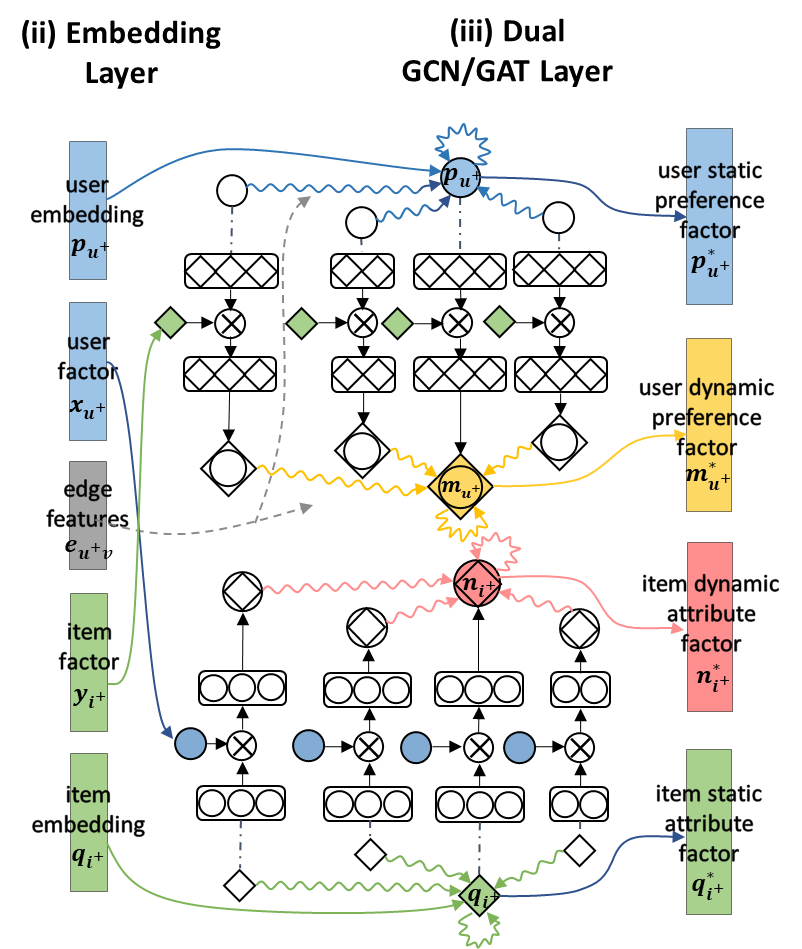 (ii) Embedding
Layer
(iii) Dual
GCN/GAT Layer
user
embedding
p_{u^+}
user
factor
x_{u^+}
edge
features
e_{u^+v}
item
factor
y_{i^+}
item
embedding
q_{i^+}
p_{u^+}
m_{u^+}
n_{i^+}
q_{i^+}
user static
preference
factor
p^*_{u^+}
user dynamic
preference
factor
m^*_{u^+}
item dynamic
attribute
factor
n^*_{i^+}
item static
attribute
factor
q^*_{i^+}